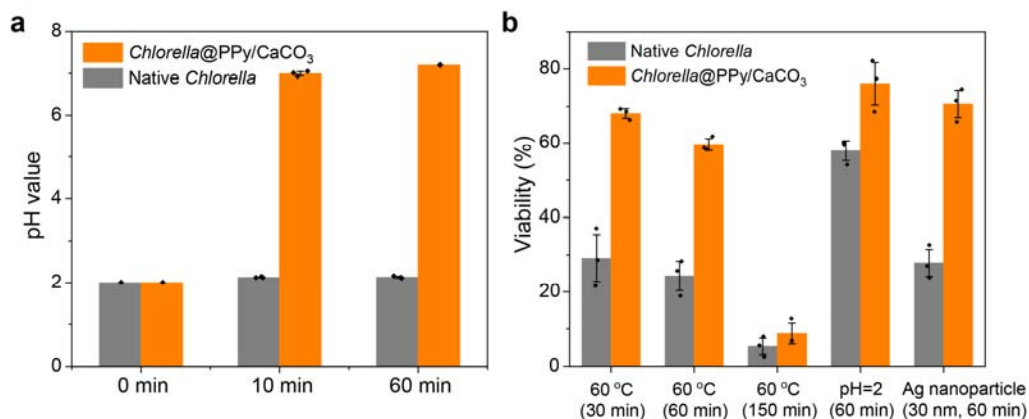 a
pH value
8
6
4
2
0
Chlorella@PPy/CaCO₃
Native Chlorella
0 min
10 min
60 min
b
Viability (%)
80
60
40
20
0
Native Chlorella
Chlorella@PPy/CaCO₃
60 °C
(30 min)
60 °C
(60 min)
60 °C
(150 min)
pH=2
(60 min)
Ag nanoparticle
(30 nm, 60 min)